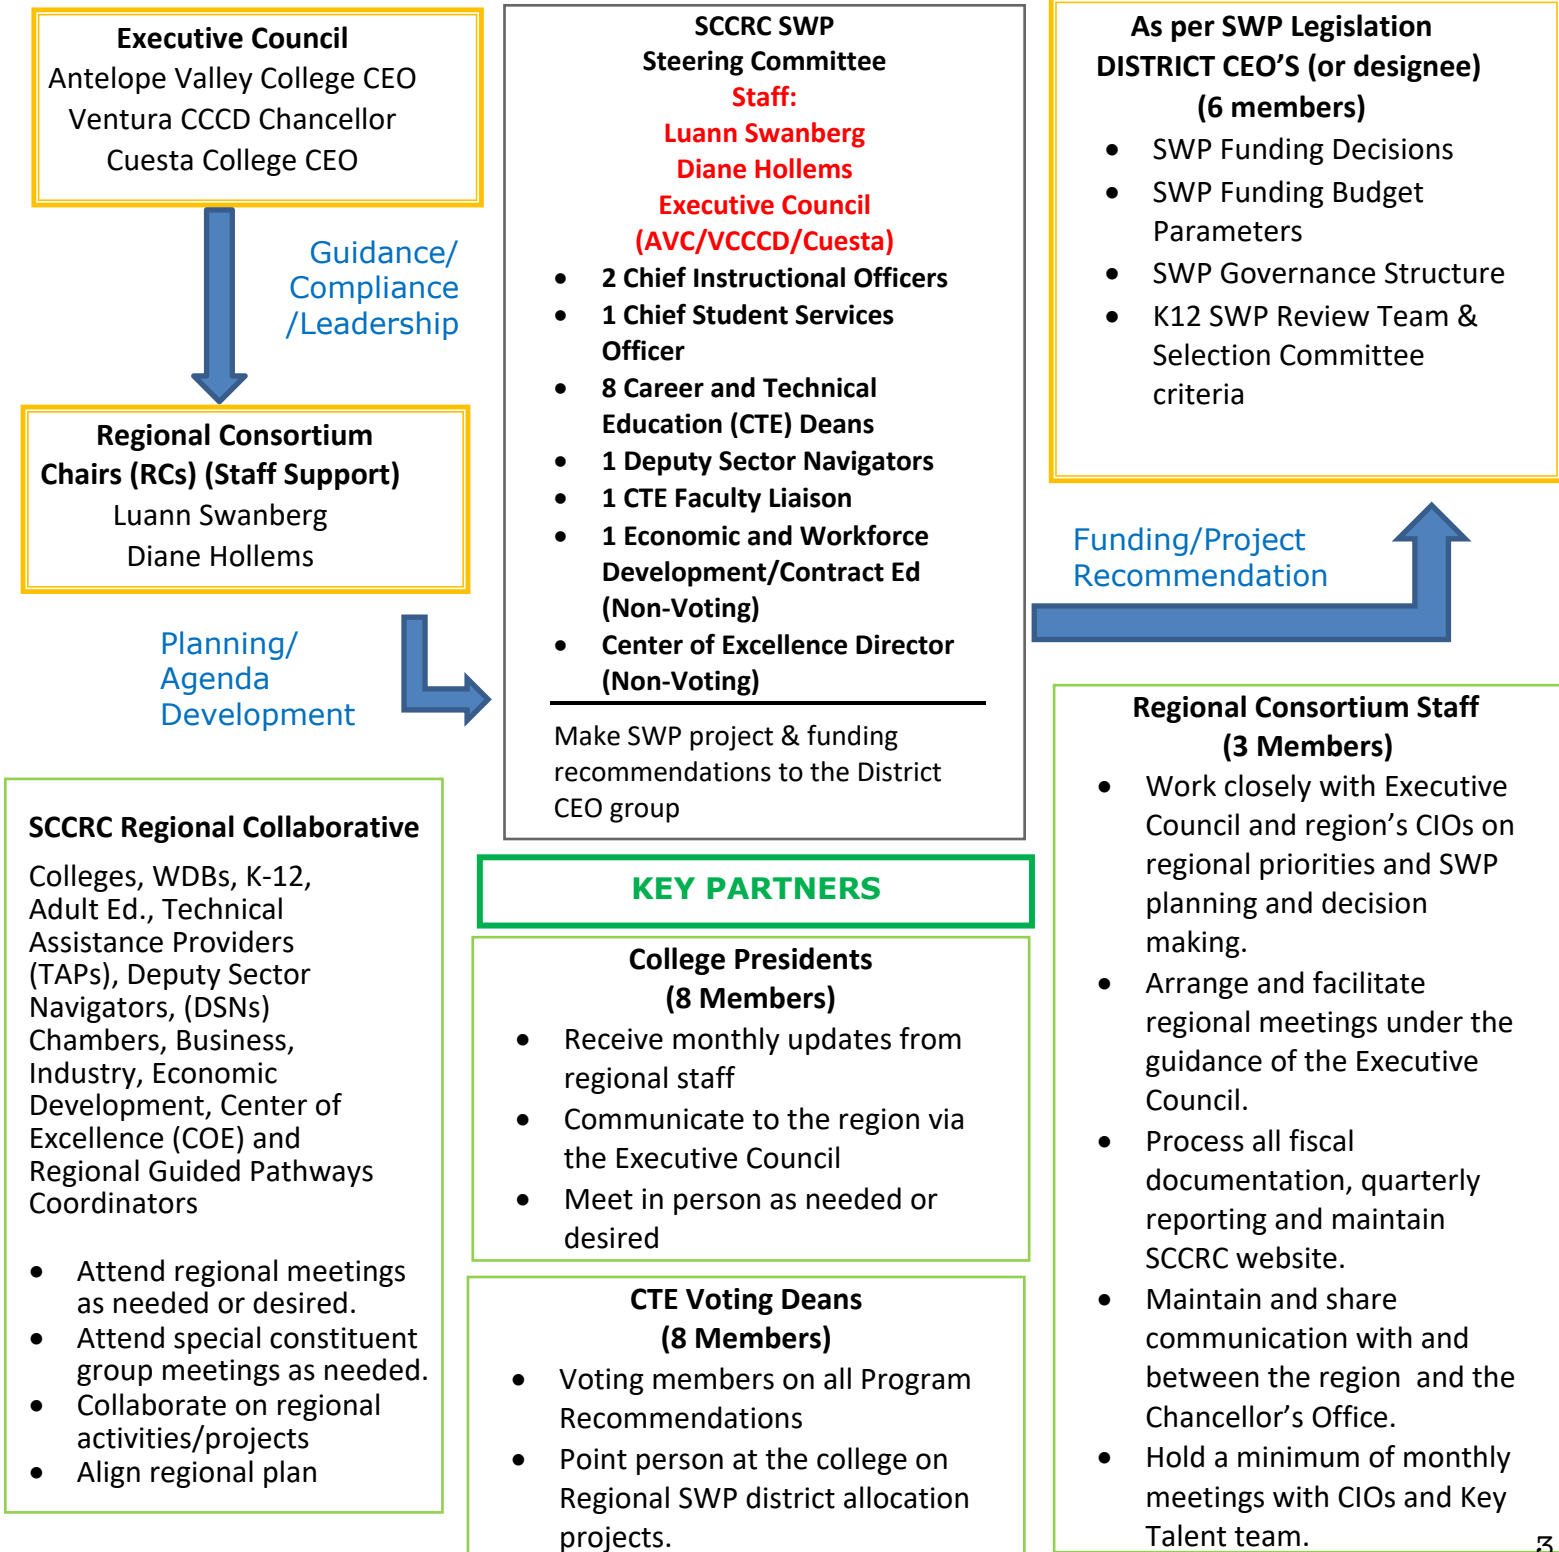 Executive Council
Antelope Valley College CEO
Ventura CCCD Chancellor
Cuesta College CEO
Guidance/
Compliance
/Leadership
Regional Consortium
Chairs (RCs) (Staff Support)
Luann Swanberg
Diane Hollems
Planning/
Agenda
Development
SCCRC SWP
Steering Committee
Staff:
Luann Swanberg
Diane Hollems
Executive Council
(AVC/VCCCD/Cuesta)
• 2 Chief Instructional Officers
• 1 Chief Student Services
Officer
• 8 Career and Technical
Education (CTE) Deans
• 1 Deputy Sector Navigators
• 1 CTE Faculty Liaison
• 1 Economic and Workforce
Development/Contract Ed
(Non-Voting)
• Center of Excellence Director
(Non-Voting)
Make SWP project & funding
recommendations to the District
CEO group
As per SWP Legislation
DISTRICT CEO’S (or designee)
(6 members)
• SWP Funding Decisions
• SWP Funding Budget
Parameters
• SWP Governance Structure
• K12 SWP Review Team &
Selection Committee
criteria
Funding/Project
Recommendation
SCCRC Regional Collaborative
Colleges, WDBs, K-12,
Adult Ed., Technical
Assistance Providers
(TAPs), Deputy Sector
Navigators, (DSNs)
Chambers, Business,
Industry, Economic
Development, Center of
Excellence (COE) and
Regional Guided Pathways
Coordinators
• Attend regional meetings
as needed or desired.
• Attend special constituent
group meetings as needed.
• Collaborate on regional
activities/projects
• Align regional plan
KEY PARTNERS
College Presidents
(8 Members)
• Receive monthly updates from
regional staff
• Communicate to the region via
the Executive Council
• Meet in person as needed or
desired
CTE Voting Deans
(8 Members)
• Voting members on all Program
Recommendations
• Point person at the college on
Regional SWP district allocation
projects.
Regional Consortium Staff
(3 Members)
• Work closely with Executive
Council and region’s CIOs on
regional priorities and SWP
planning and decision
making.
• Arrange and facilitate
regional meetings under the
guidance of the Executive
Council.
• Process all fiscal
documentation, quarterly
reporting and maintain
SCCRC website.
• Maintain and share
communication with and
between the region and the
Chancellor’s Office.
• Hold a minimum of monthly
meetings with CIOs and Key
Talent team.
3